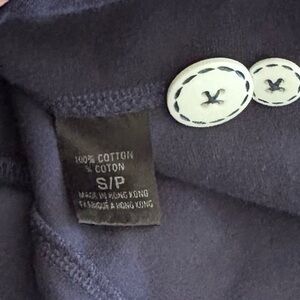 100% COTTON
% COTON
S/P
MADE IN HONG KONG
FABRIQUÉ A HONG KONG